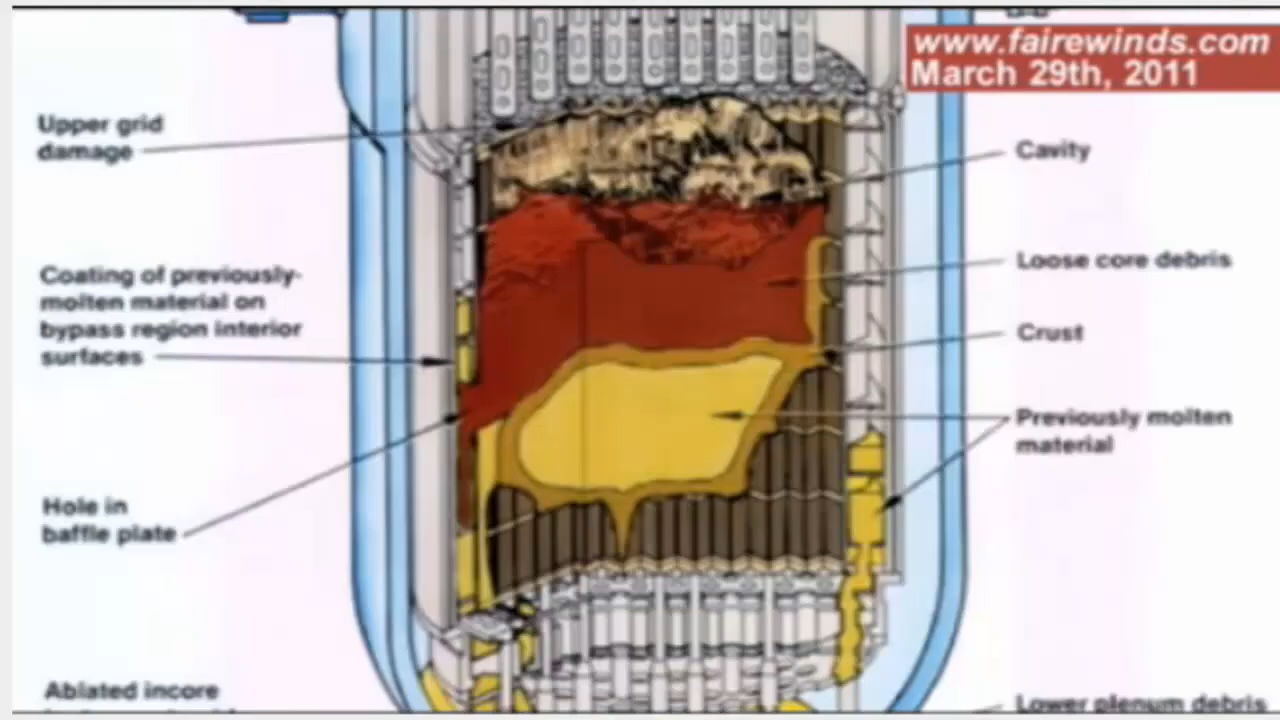 www.fairewinds.com
March 29th, 2011
Upper grid
damage
Coating of previously-
molten material on
bypass region interior
surfaces
Hole in
baffle plate
Ablated incore
Cavity
Loose core debris
Crust
Previously molten
material
Lower plenum debris